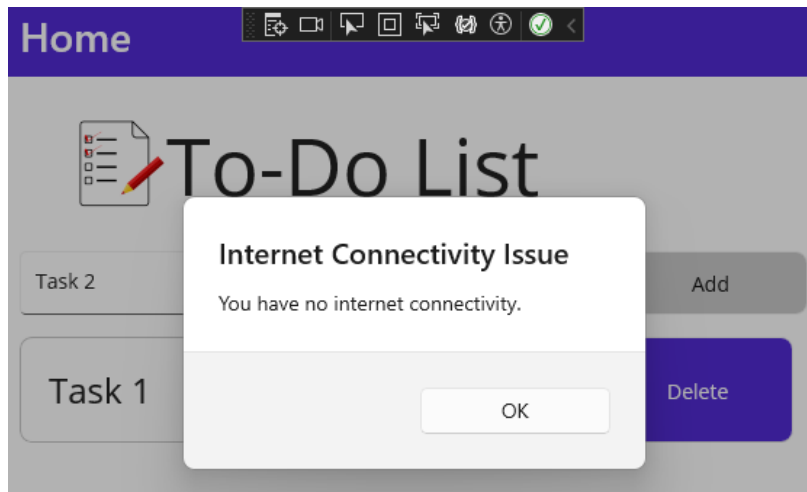 Home
To-Do List
Internet Connectivity Issue
You have no internet connectivity.
OK
Task 2
Add
Task 1
Delete